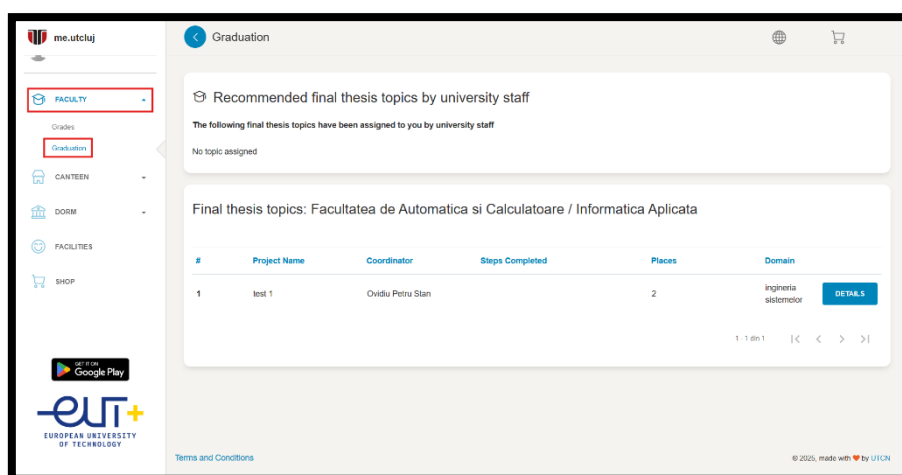 me.utcluj
Graduation
FACULTY
Grades
Graduation
CANTEEN
DORM
FACILITIES
SHOP
GET IT ON
Google Play
EUT+
EUROPEAN UNIVERSITY
OF TECHNOLOGY
Recommended final thesis topics by university staff
The following final thesis topics have been assigned to you by university staff
No topic assigned
Final thesis topics: Facultatea de Automatica si Calculatoare / Informatica Aplicata
# Project Name Coordinator Steps Completed Places Domain
1 test 1 Ovidiu Petru Stan 2 ingineria sistemelor DETAILS
1 - 1 din 1
Terms and Conditions
© 2025, made with ❤ by UTCN